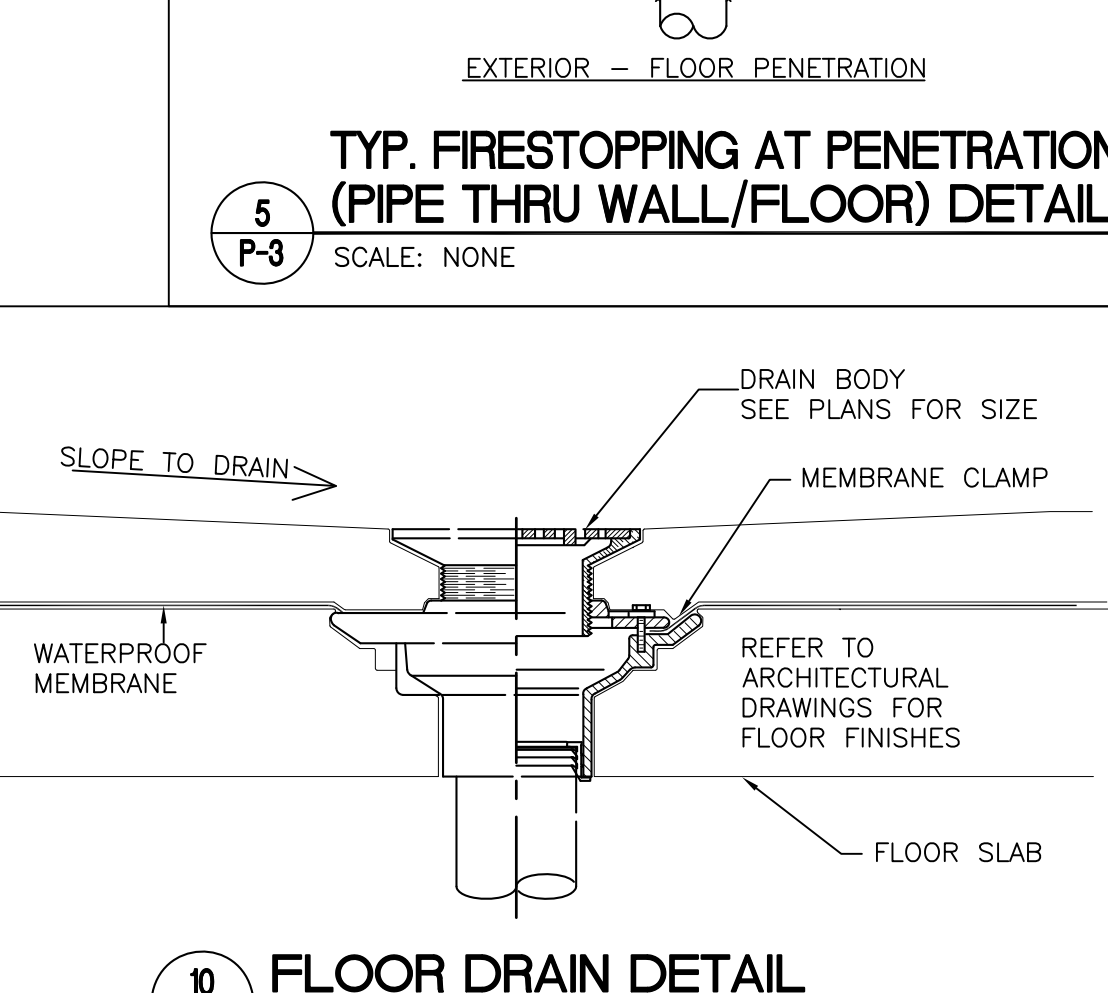 EXTERIOR – FLOOR PENETRATION
TYP. FIRESTOPPING AT PENETRATION
(PIPE THRU WALL/FLOOR) DETAIL
5
P-3
SCALE: NONE
DRAIN BODY
SEE PLANS FOR SIZE
SLOPE TO DRAIN
MEMBRANE CLAMP
WATERPROOF
MEMBRANE
REFER TO
ARCHITECTURAL
DRAWINGS FOR
FLOOR FINISHES
FLOOR SLAB
10
FLOOR DRAIN DETAIL